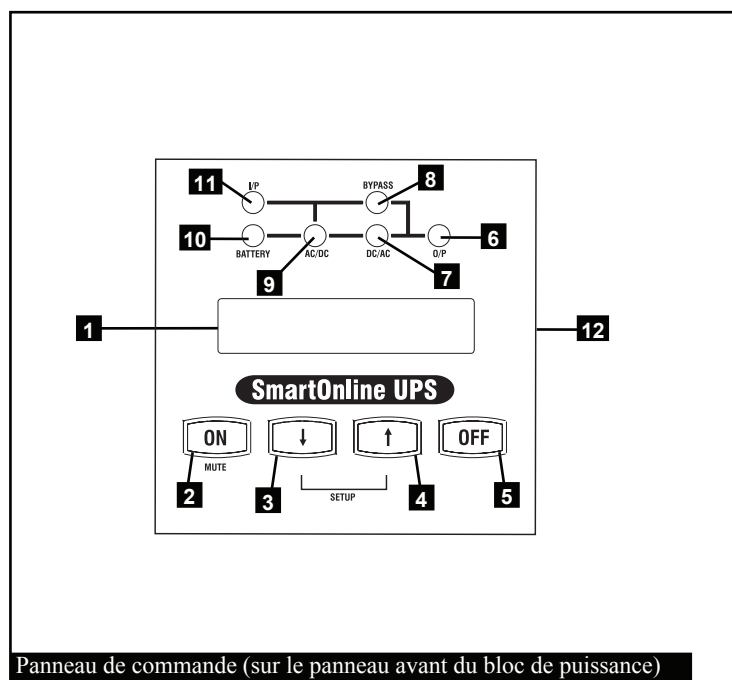 I/P
BYPASS
11
8
10
6
BATTERY
AC/DC
DC/AC
O/P
9
7
1
12
SmartOnline UPS
ON
↓
↑
OFF
MUTE
2
3
SETUP
4
5
Panneau de commande (sur le panneau avant du bloc de puissance)